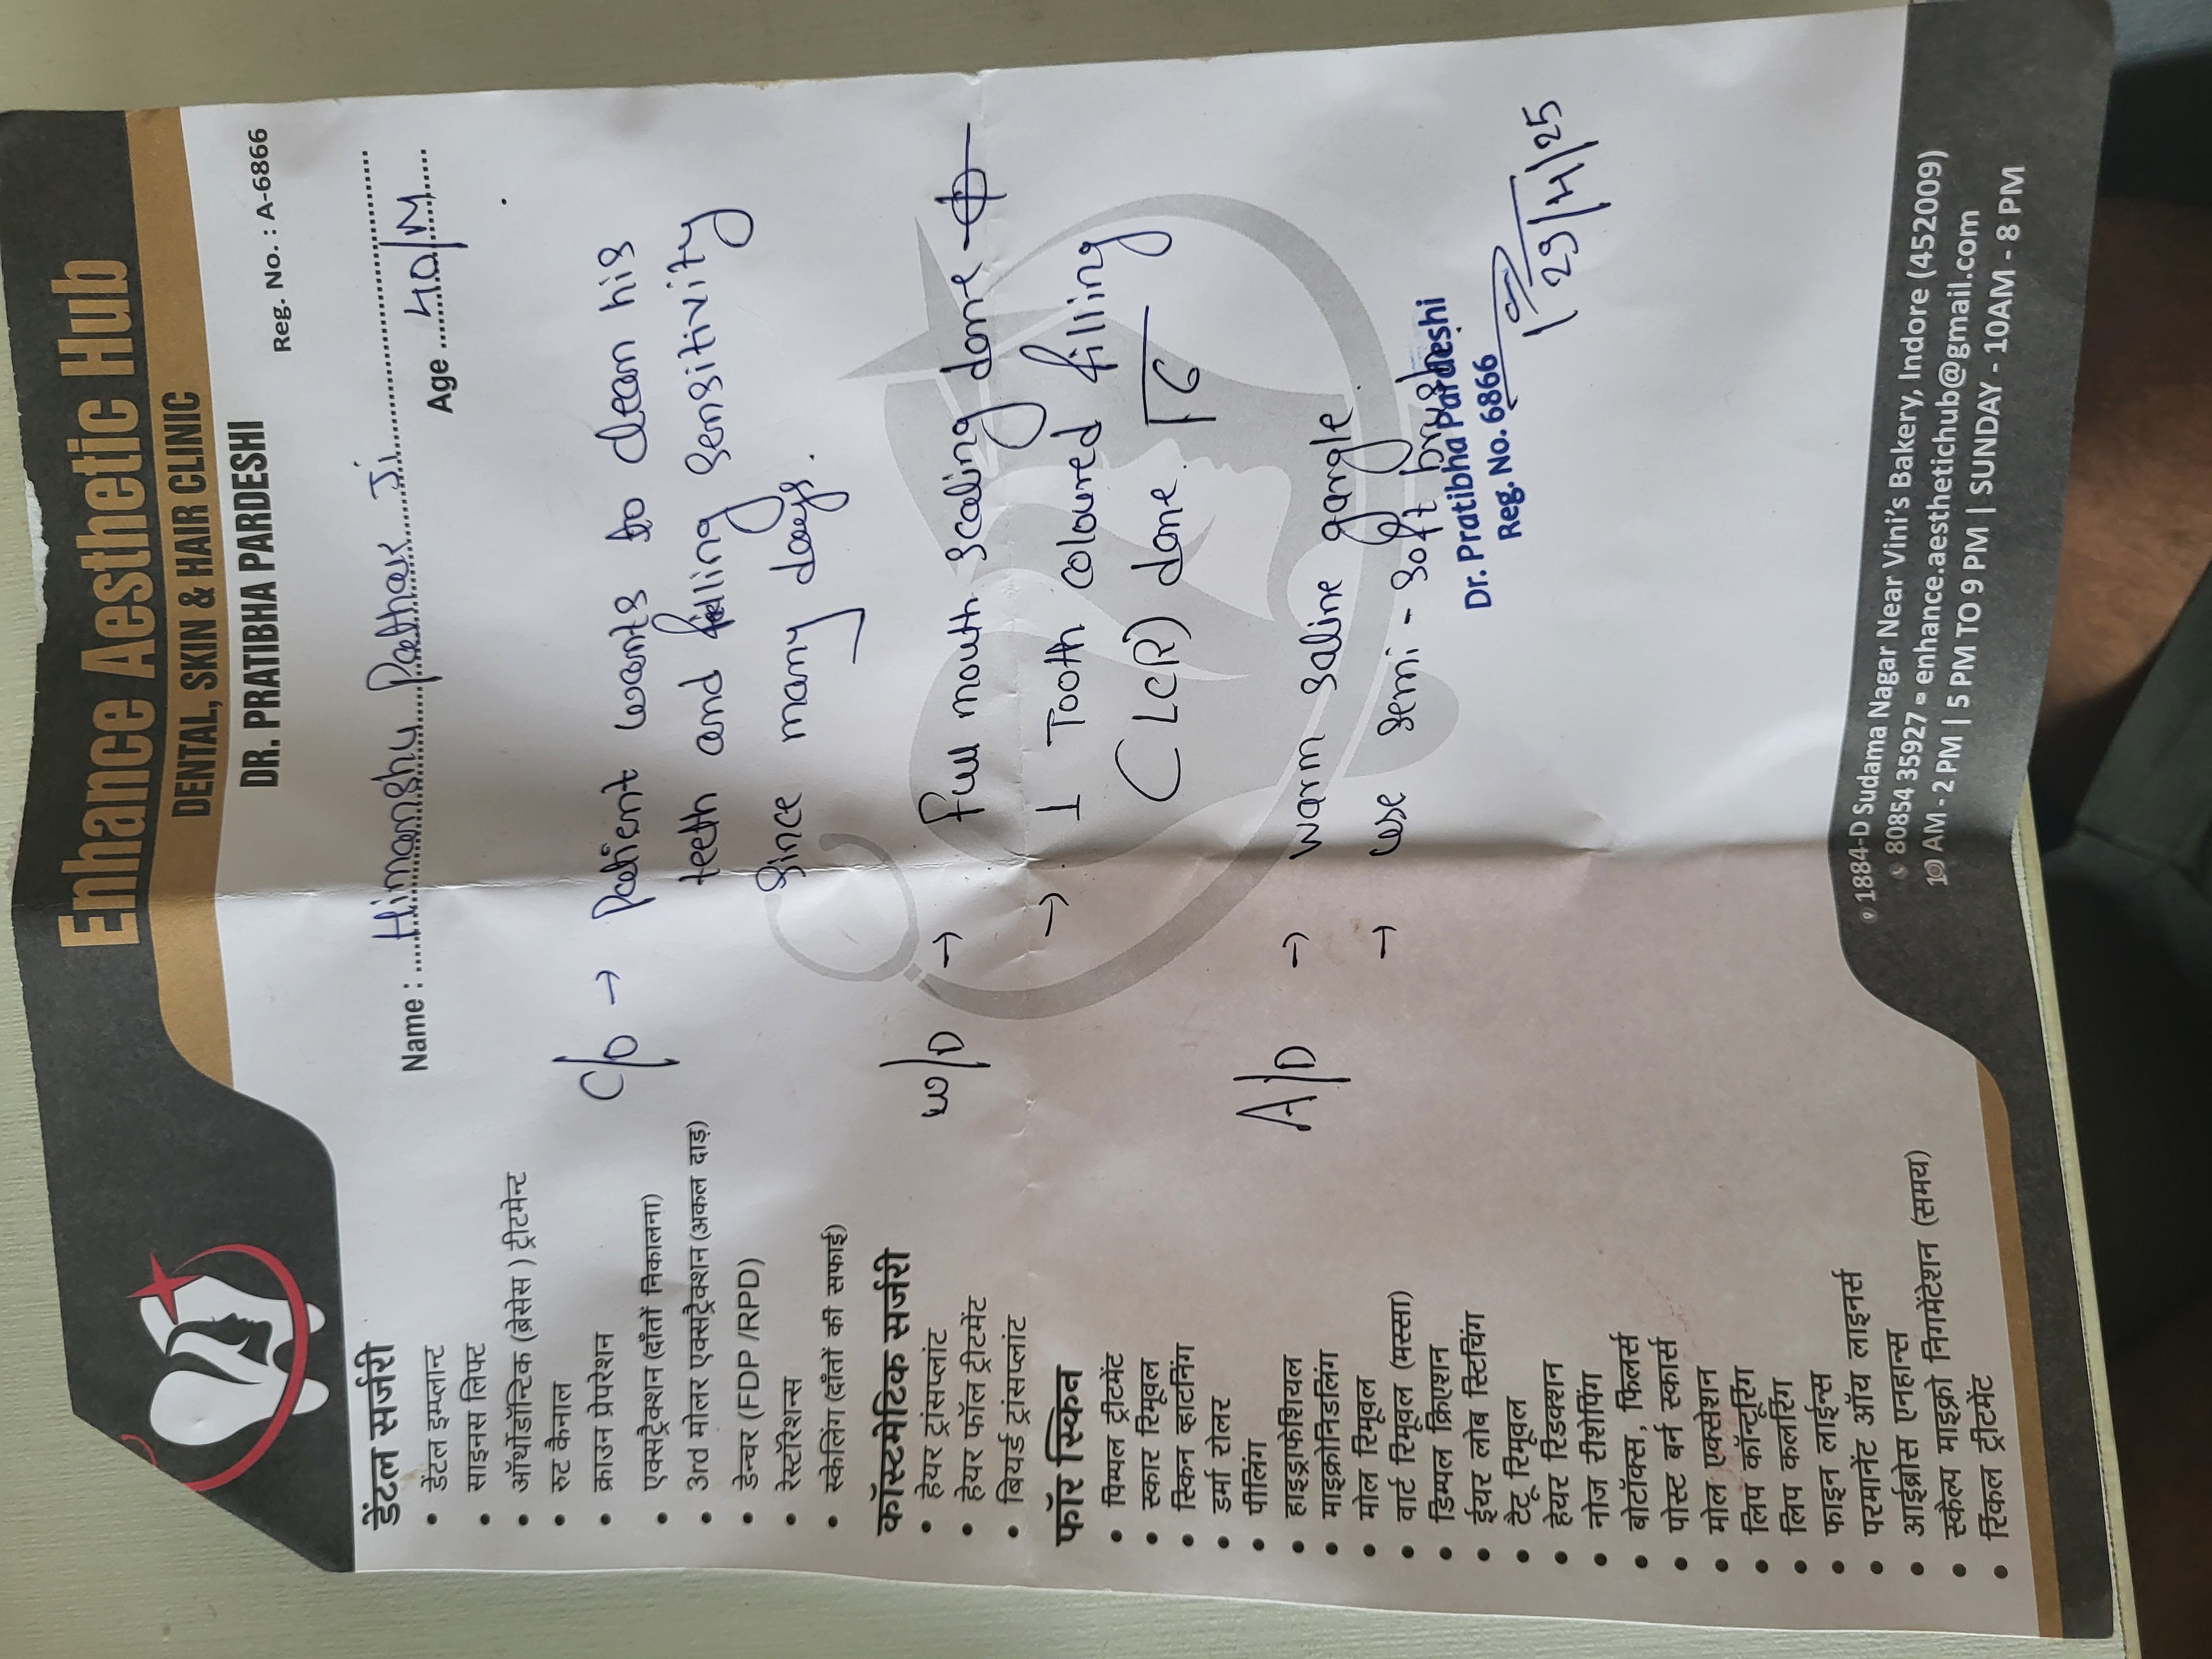 Enhance Aesthetic Hub
DENTAL, SKIN & HAIR CLINIC
DR. PRATIBHA PARDESHI
Reg. No. : A-6866
Name : Himanshu Pathak Ji
Age 40/M
डेंटल सर्जरी
• डेंटल इम्प्लान्ट
• साइनस लिफ्ट
• ऑर्थोडॉन्टिक (ब्रेसेस ) ट्रीटमेन्ट
• रुट कैनाल
• क्राउन प्रेपरेशन
• एक्सट्रैक्शन (दाँतों निकालना)
• 3rd मोलर एक्सट्रैक्शन (अकल दाड़)
• डेन्चर (FDP /RPD)
• रेस्टॉरेशन्स
• स्केलिंग (दाँतों की सफाई)
कॉस्टमेटिक सर्जरी
• हेयर ट्रांसप्लांट
• हेयर फॉल ट्रीटमेंट
• बियर्ड ट्रांसप्लांट
फॉर स्किन
• पिम्पल ट्रीटमेंट
• स्कार रिमूवल
• स्किन व्हाटनिंग
• डर्मा रोलर
• पीलिंग
• हाइड्राफेशियल
• माइक्रोनिडलिंग
• मोल रिमूवल
• वार्ट रिमूवल (मस्सा)
• डिम्पल क्रिएशन
• ईयर लोब स्टिचिंग
• टैटू रिमूवल
• हेयर रिडक्शन
• नोज रीशेपिंग
• बोटॉक्स, फिलर्स
• पोस्ट बर्न स्कार्स
• मोल एक्सेशन
• लिप कॉन्टूरिंग
• लिप कलरिंग
• फाइन लाईन्स
• परमानेंट ऑय लाइनर्स
• आईब्रोस एनहान्स
• स्कैल्प माइक्रो निगमेंटेशन (समय)
• रिंकल ट्रीटमेंट
C/O → Patient wants to clean his
teeth and filling sensitivity
since many days.
W/D → Full mouth scaling done
→ 1 Tooth coloured filling
(LCR) done. 6
A/D → warm saline gargle.
→ use semi-soft brush.
Dr. Pratibha Pardeshi
Reg. No. 6866
29/4/25
1884-D Sudama Nagar Near Vini's Bakery, Indore (452009)
80854 35927 enhance.aesthetichub@gmail.com
10 AM - 2 PM | 5 PM TO 9 PM | SUNDAY - 10AM - 8 PM